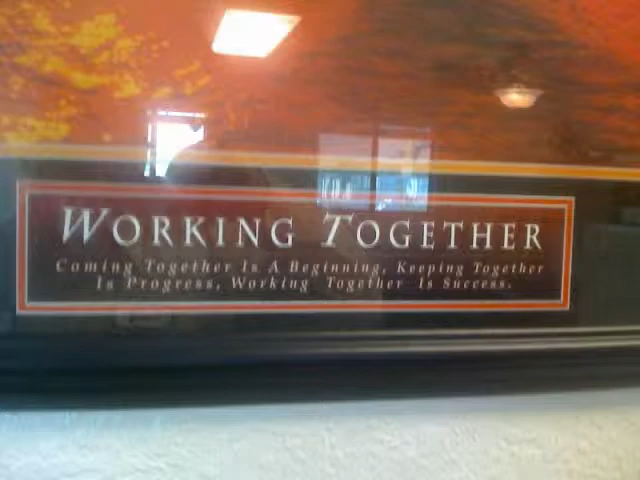 WORKING TOGETHER
Coming Together Is A Beginning, Keeping Together
Is Progress, Working Together Is Success.